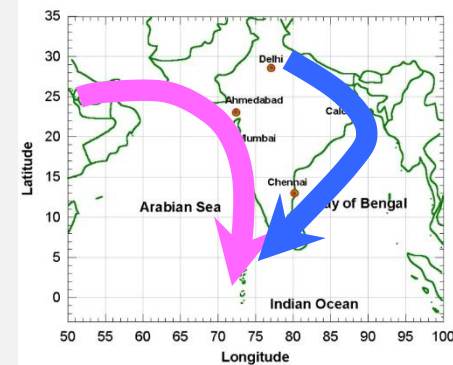 35
30
25
20
15
10
5
0
Latitude
Delhi
Ahmedabad
Mumbai
Chennai
Arabian Sea
of Bengal
Indian Ocean
50 55 60 65 70 75 80 85 90 95 100
Longitude